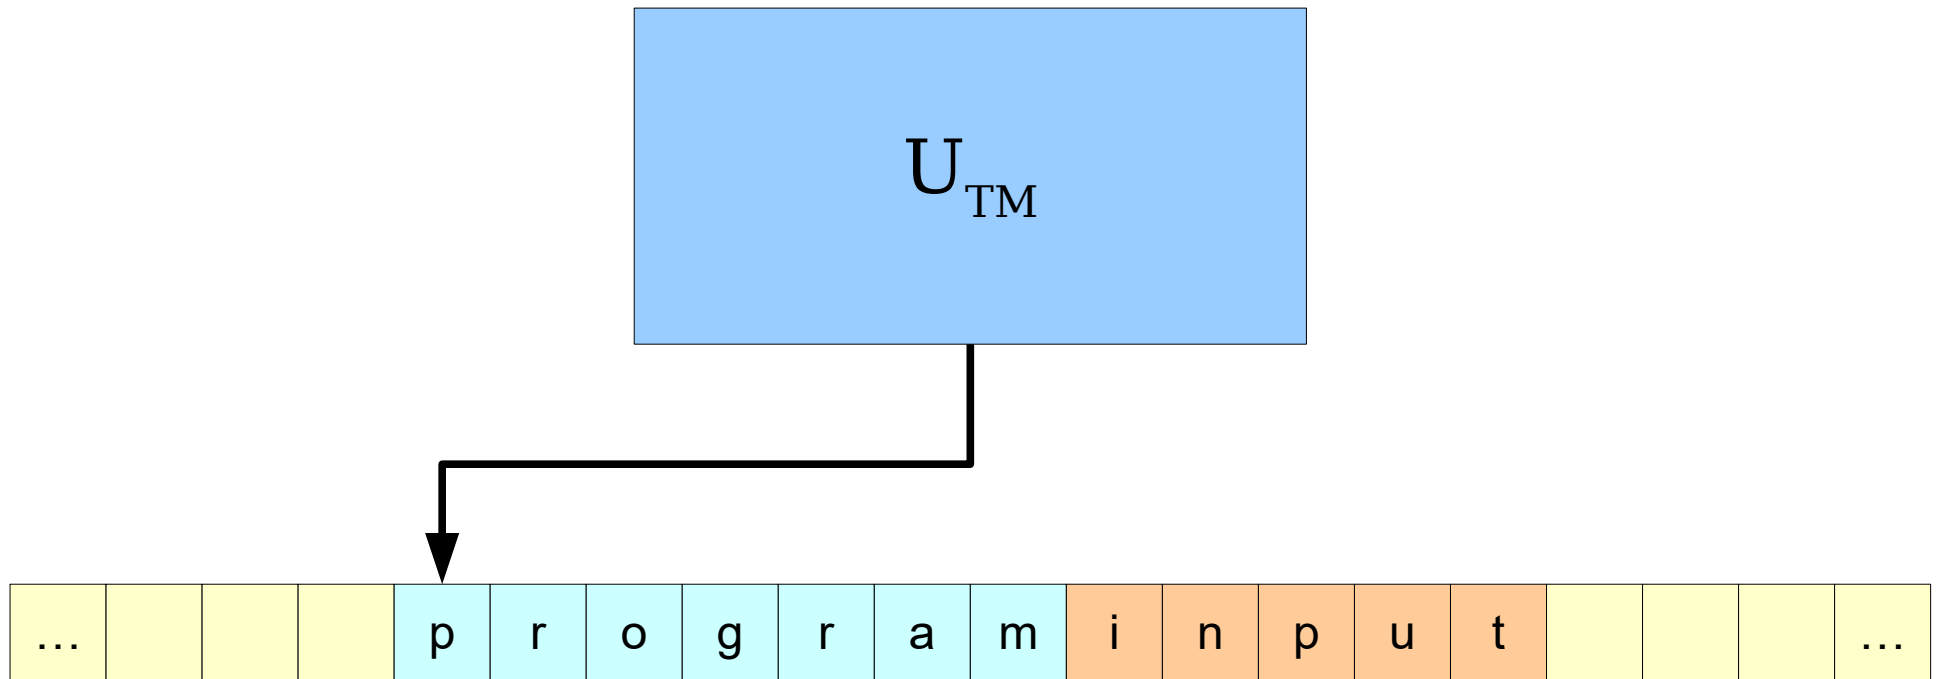 U_TM
… p r o g r a m i n p u t …